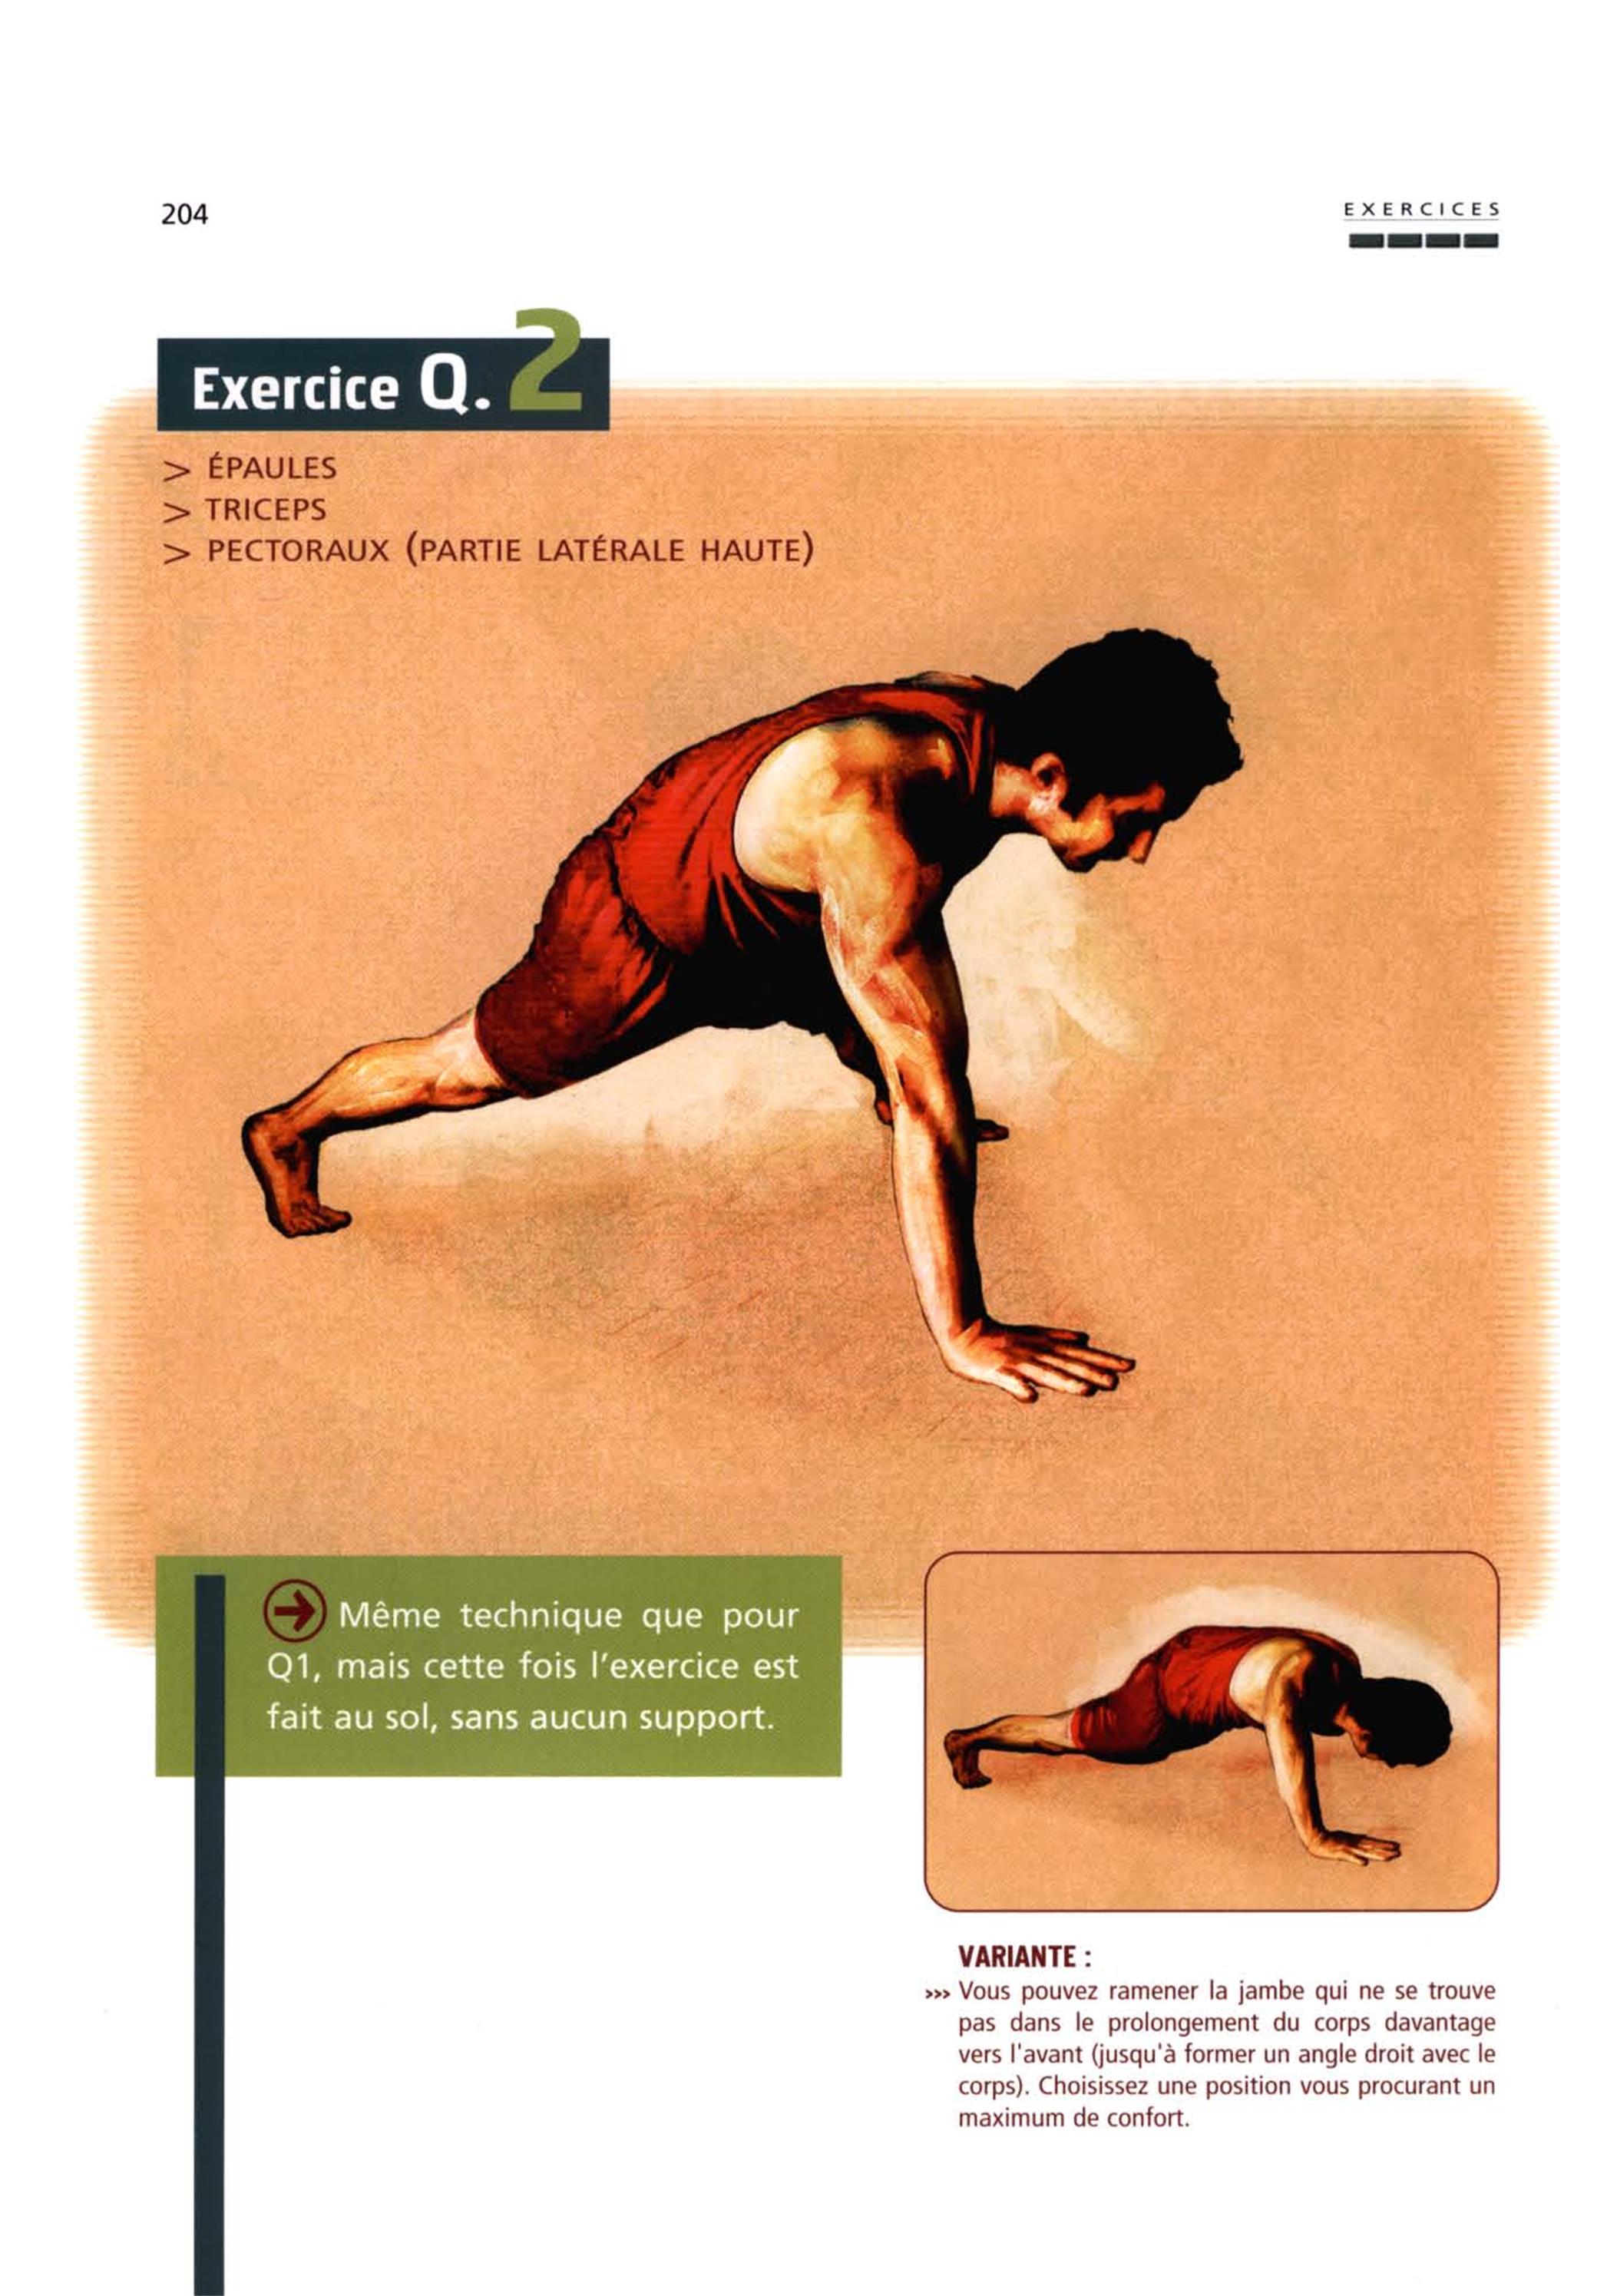 204
EXERCICES
Exercice Q. 2
> ÉPAULES
> TRICEPS
> PECTORAUX (PARTIE LATÉRALE HAUTE)
Même technique que pour
Q1, mais cette fois l'exercice est
fait au sol, sans aucun support.
VARIANTE :
>>> Vous pouvez ramener la jambe qui ne se trouve
pas dans le prolongement du corps davantage
vers l'avant (jusqu'à former un angle droit avec le
corps). Choisissez une position vous procurant un
maximum de confort.